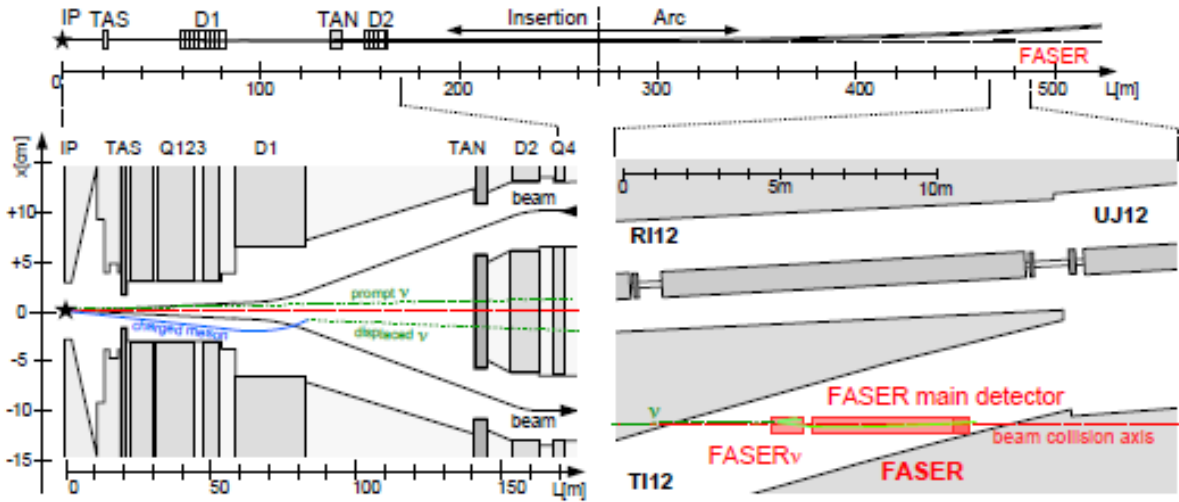 IP TAS D1 TAN D2 Insertion Arc
FASER
0 100 200 300 400 500 L[m]
IP TAS Q123 D1 TAN D2 Q4
x[cm]
+10
+5
0
-5
-10
-15
beam
prompt ν
charged meson
displaced ν
beam
0 50 100 150 L[m]
0 5m 10m
RI12 UJ12
FASER main detector
ν
beam collision axis
FASERν
FASER
TI12